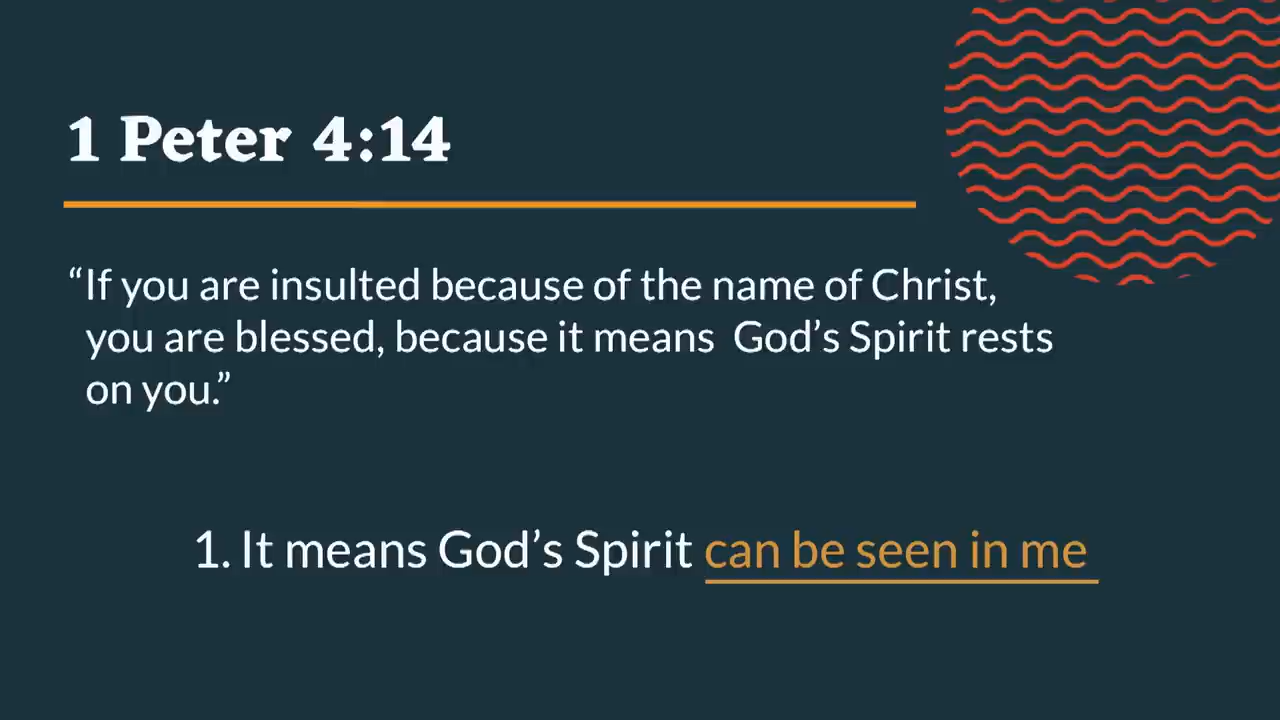 1 Peter 4:14
“If you are insulted because of the name of Christ,
you are blessed, because it means  God’s Spirit rests
on you.”
1. It means God’s Spirit can be seen in me